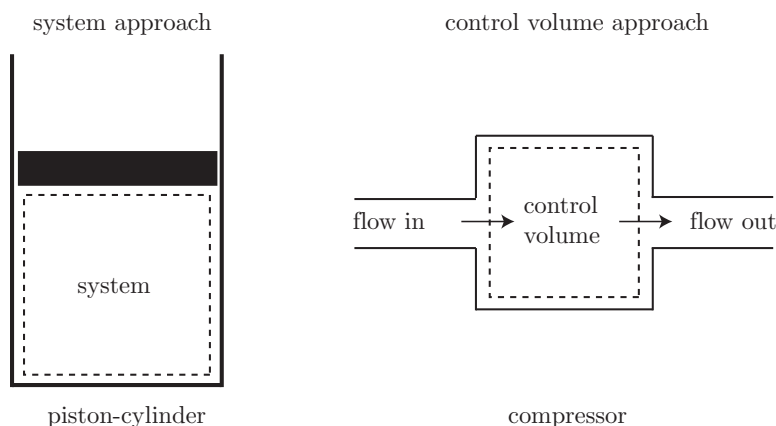 system approach
control volume approach
flow in
control
volume
flow out
system
piston-cylinder
compressor